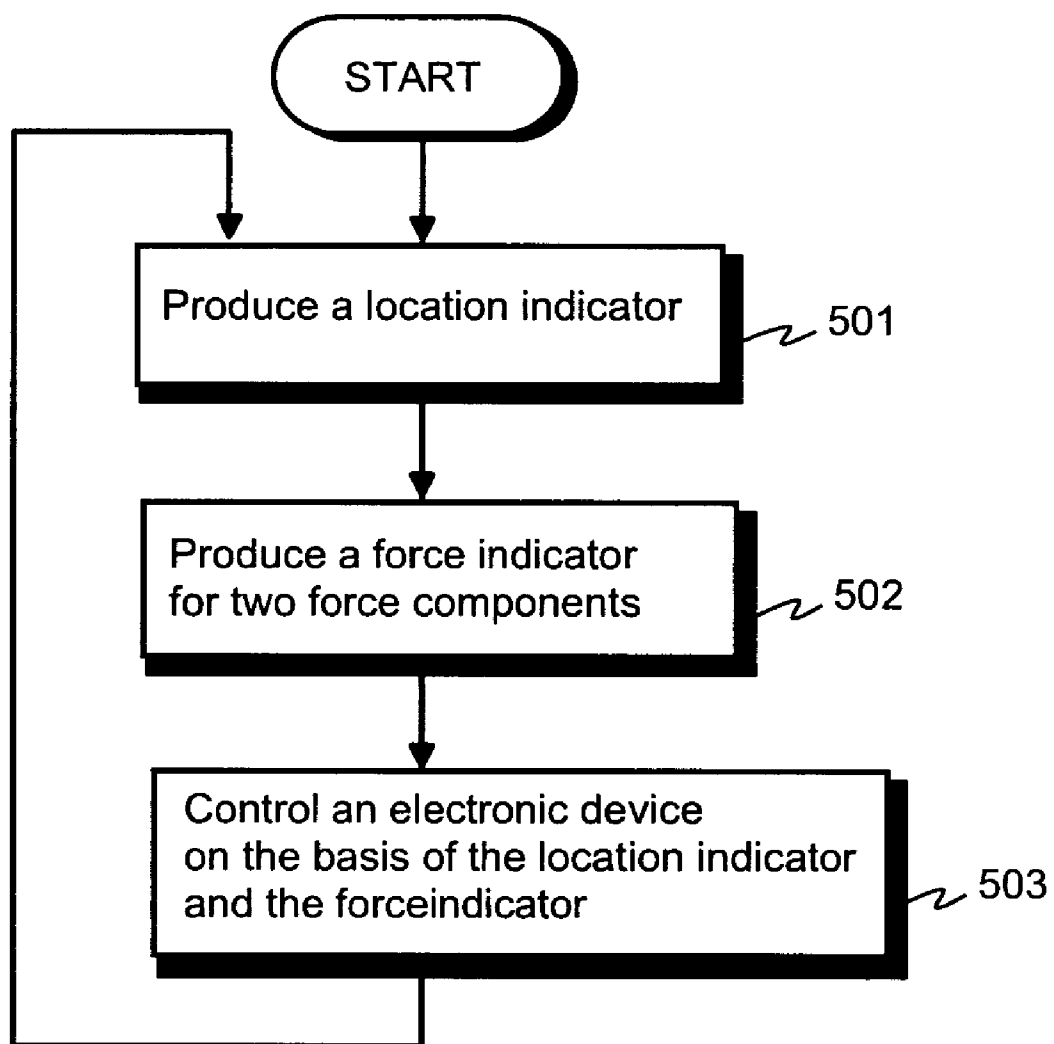 START
Produce a location indicator
501
Produce a force indicator
for two force components
502
Control an electronic device
on the basis of the location indicator
and the forceindicator
503